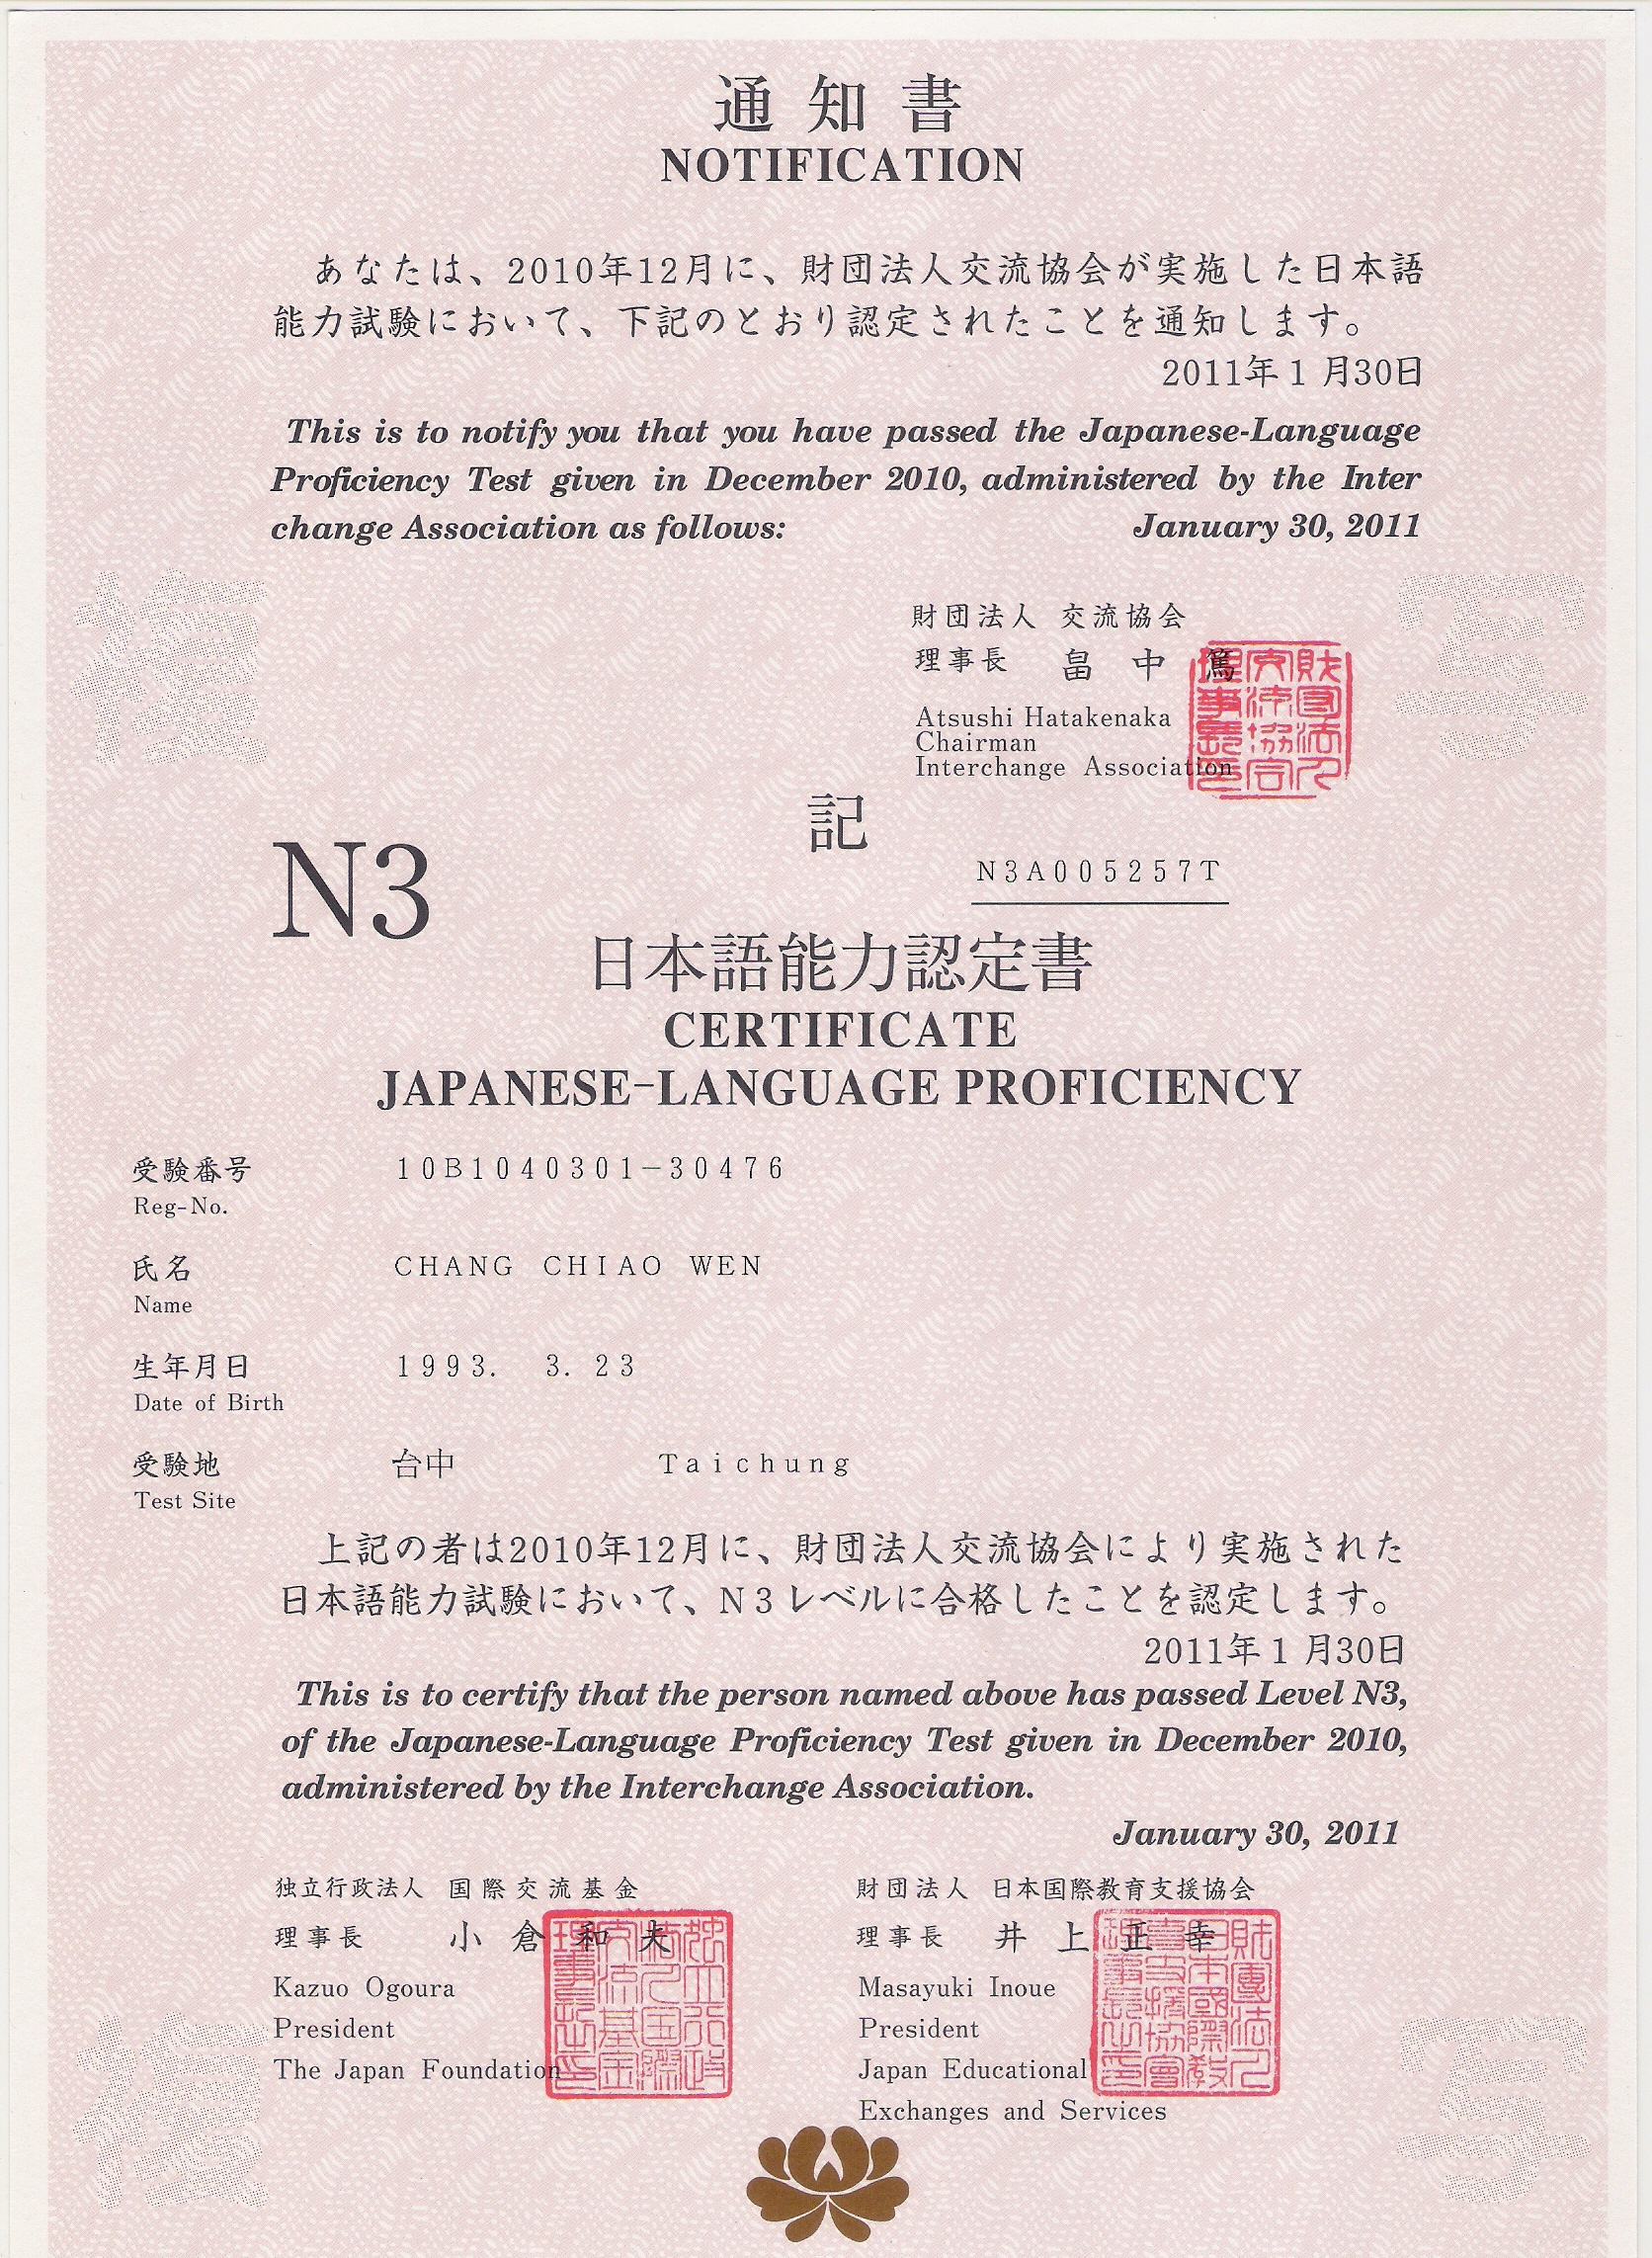 通知書
NOTIFICATION
あなたは、2010年12月に、財団法人交流協会が実施した日本語
能力試験において、下記のとおり認定されたことを通知します。
2011年1月30日
This is to notify you that you have passed the Japanese-Language
Proficiency Test given in December 2010, administered by the Inter
change Association as follows:
January 30, 2011
財団法人 交流協会
理事長 畠中 篤
Atsushi Hatakenaka
Chairman
Interchange Association
記
N3
N3A005257T
日本語能力認定書
CERTIFICATE
JAPANESE-LANGUAGE PROFICIENCY
受験番号 10B1040301-30476
Reg-No.
氏名 CHANG CHIAO WEN
Name
生年月日 1993. 3. 23
Date of Birth
受験地 台中 Taichung
Test Site
上記の者は2010年12月に、財団法人交流協会により実施された
日本語能力試験において、N3レベルに合格したことを認定します。
2011年1月30日
This is to certify that the person named above has passed Level N3,
of the Japanese-Language Proficiency Test given in December 2010,
administered by the Interchange Association.
January 30, 2011
独立行政法人 国際交流基金
理事長 小倉和夫
Kazuo Ogoura
President
The Japan Foundation
財団法人 日本国際教育支援協会
理事長 井上正幸
Masayuki Inoue
President
Japan Educational
Exchanges and Services